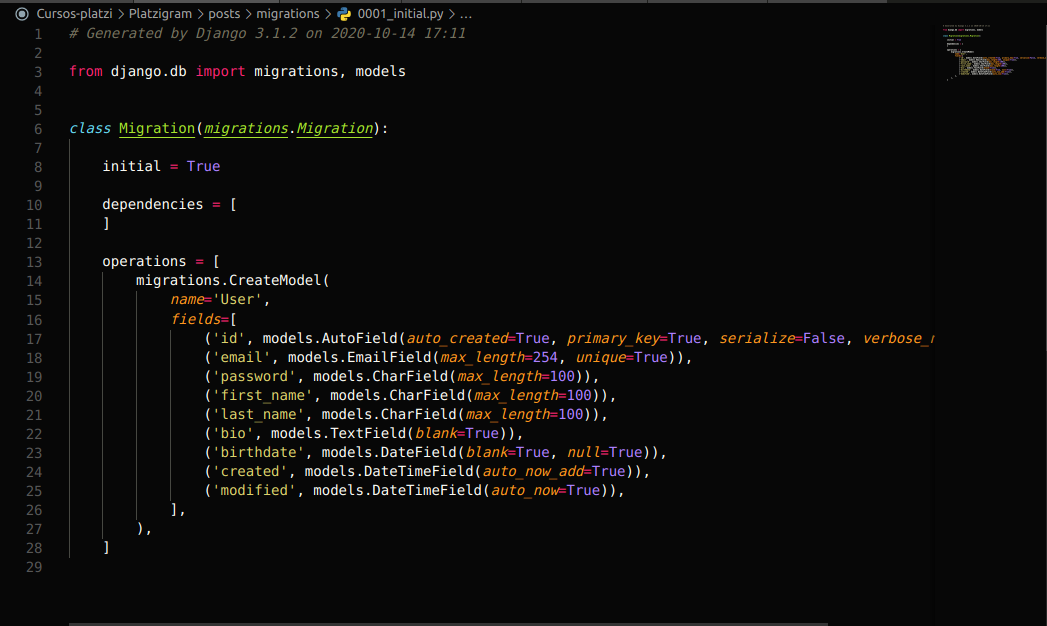 Cursos-platzi > Platzigram > posts > migrations > 0001_initial.py > ...
1 # Generated by Django 3.1.2 on 2020-10-14 17:11
2
3 from django.db import migrations, models
4
5
6 class Migration(migrations.Migration):
7
8     initial = True
9
10     dependencies = [
11     ]
12
13     operations = [
14         migrations.CreateModel(
15             name='User',
16             fields=[
17                 ('id', models.AutoField(auto_created=True, primary_key=True, serialize=False, verbose_
18                 ('email', models.EmailField(max_length=254, unique=True)),
19                 ('password', models.CharField(max_length=100)),
20                 ('first_name', models.CharField(max_length=100)),
21                 ('last_name', models.CharField(max_length=100)),
22                 ('bio', models.TextField(blank=True)),
23                 ('birthdate', models.DateField(blank=True, null=True)),
24                 ('created', models.DateTimeField(auto_now_add=True)),
25                 ('modified', models.DateTimeField(auto_now=True)),
26             ],
27         ),
28     ]
29